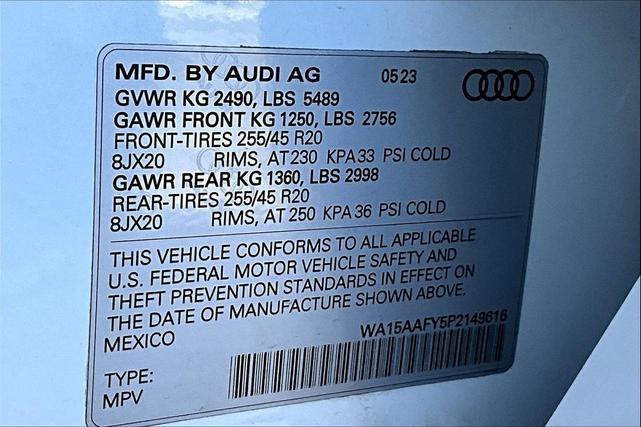 MFD. BY AUDI AG 0523
GVWR KG 2490, LBS 5489
GAWR FRONT KG 1250, LBS 2756
FRONT-TIRES 255/45 R20
8JX20 RIMS, AT 230 KPA 33 PSI COLD
GAWR REAR KG 1360, LBS 2998
REAR-TIRES 255/45 R20
8JX20 RIMS, AT 250 KPA 36 PSI COLD
THIS VEHICLE CONFORMS TO ALL APPLICABLE
U.S. FEDERAL MOTOR VEHICLE SAFETY AND
THEFT PREVENTION STANDARDS IN EFFECT ON
THE DATE OF MANUFACTURE SHOWN ABOVE.
MEXICO WA15AAFY5P2149616
TYPE:
MPV